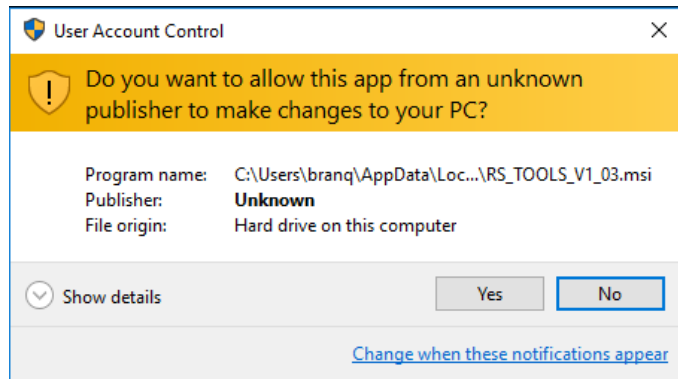 User Account Control
Do you want to allow this app from an unknown
publisher to make changes to your PC?
Program name: C:\Users\branq\AppData\Loc...\RS_TOOLS_V1_03.msi
Publisher: Unknown
File origin: Hard drive on this computer
Show details Yes No
Change when these notifications appear